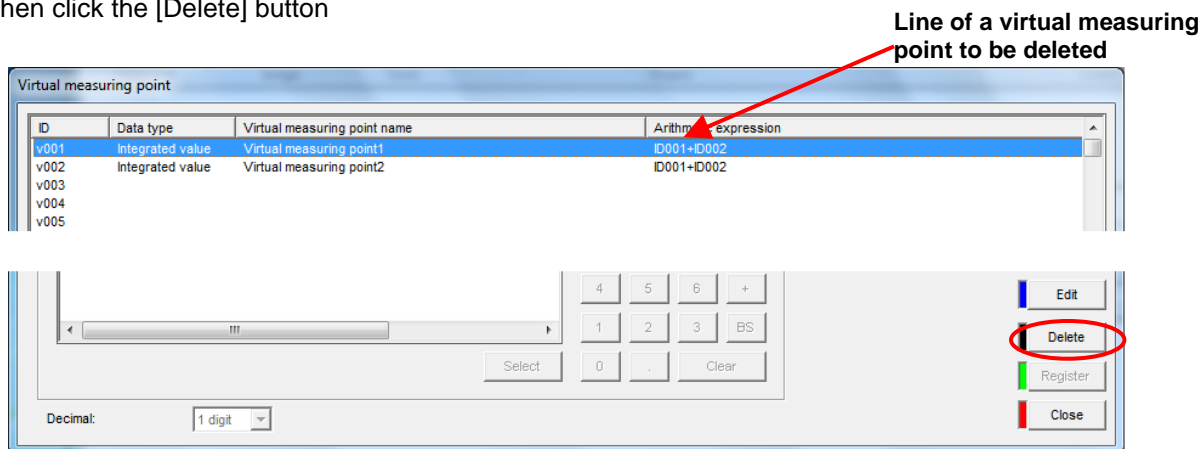 hen click the [Delete] button
Line of a virtual measuring
point to be deleted
Virtual measuring point
ID Data type Virtual measuring point name Arithm expression
v001 Integrated value Virtual measuring point1 ID001+ID002
v002 Integrated value Virtual measuring point2 ID001+ID002
v003
v004
v005
4 5 6 +
Edit
1 2 3 BS
Delete
Select 0 . Clear
Register
Decimal: 1 digit
Close